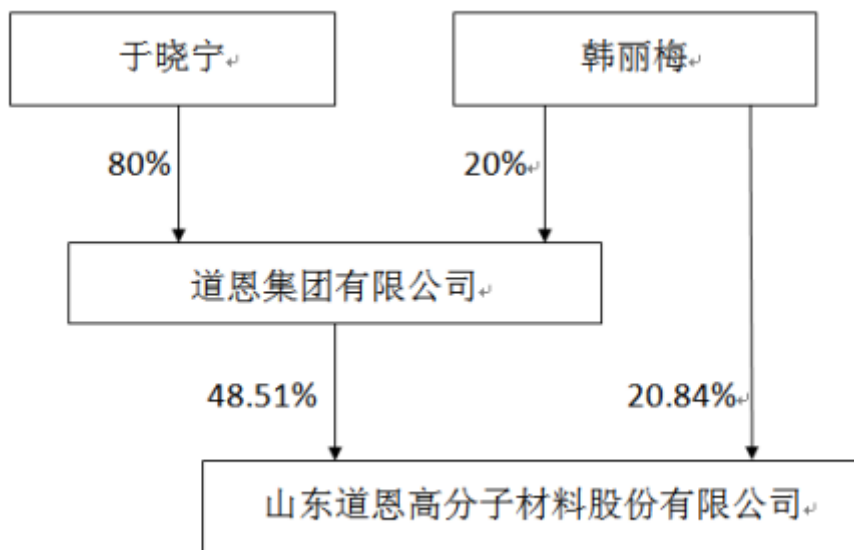 于晓宁
韩丽梅
80%
20%
道恩集团有限公司
48.51%
20.84%
山东道恩高分子材料股份有限公司